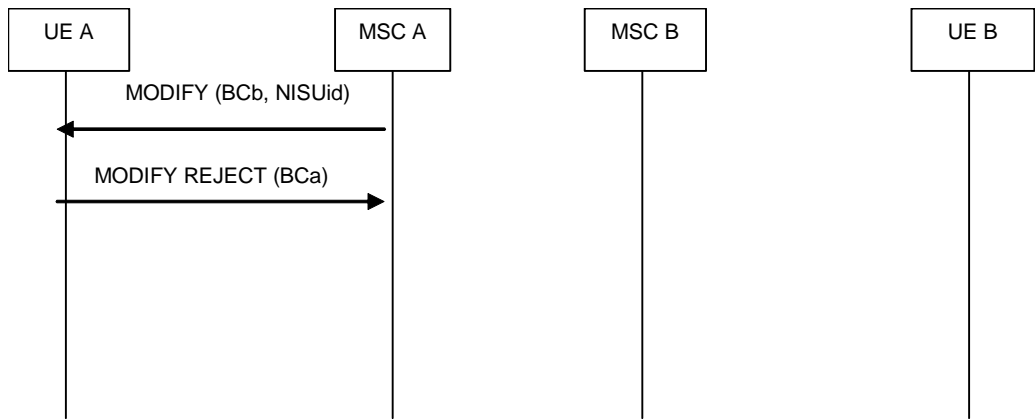 UE A
MSC A
MSC B
UE B
MODIFY (BCb, NISUid)
MODIFY REJECT (BCa)